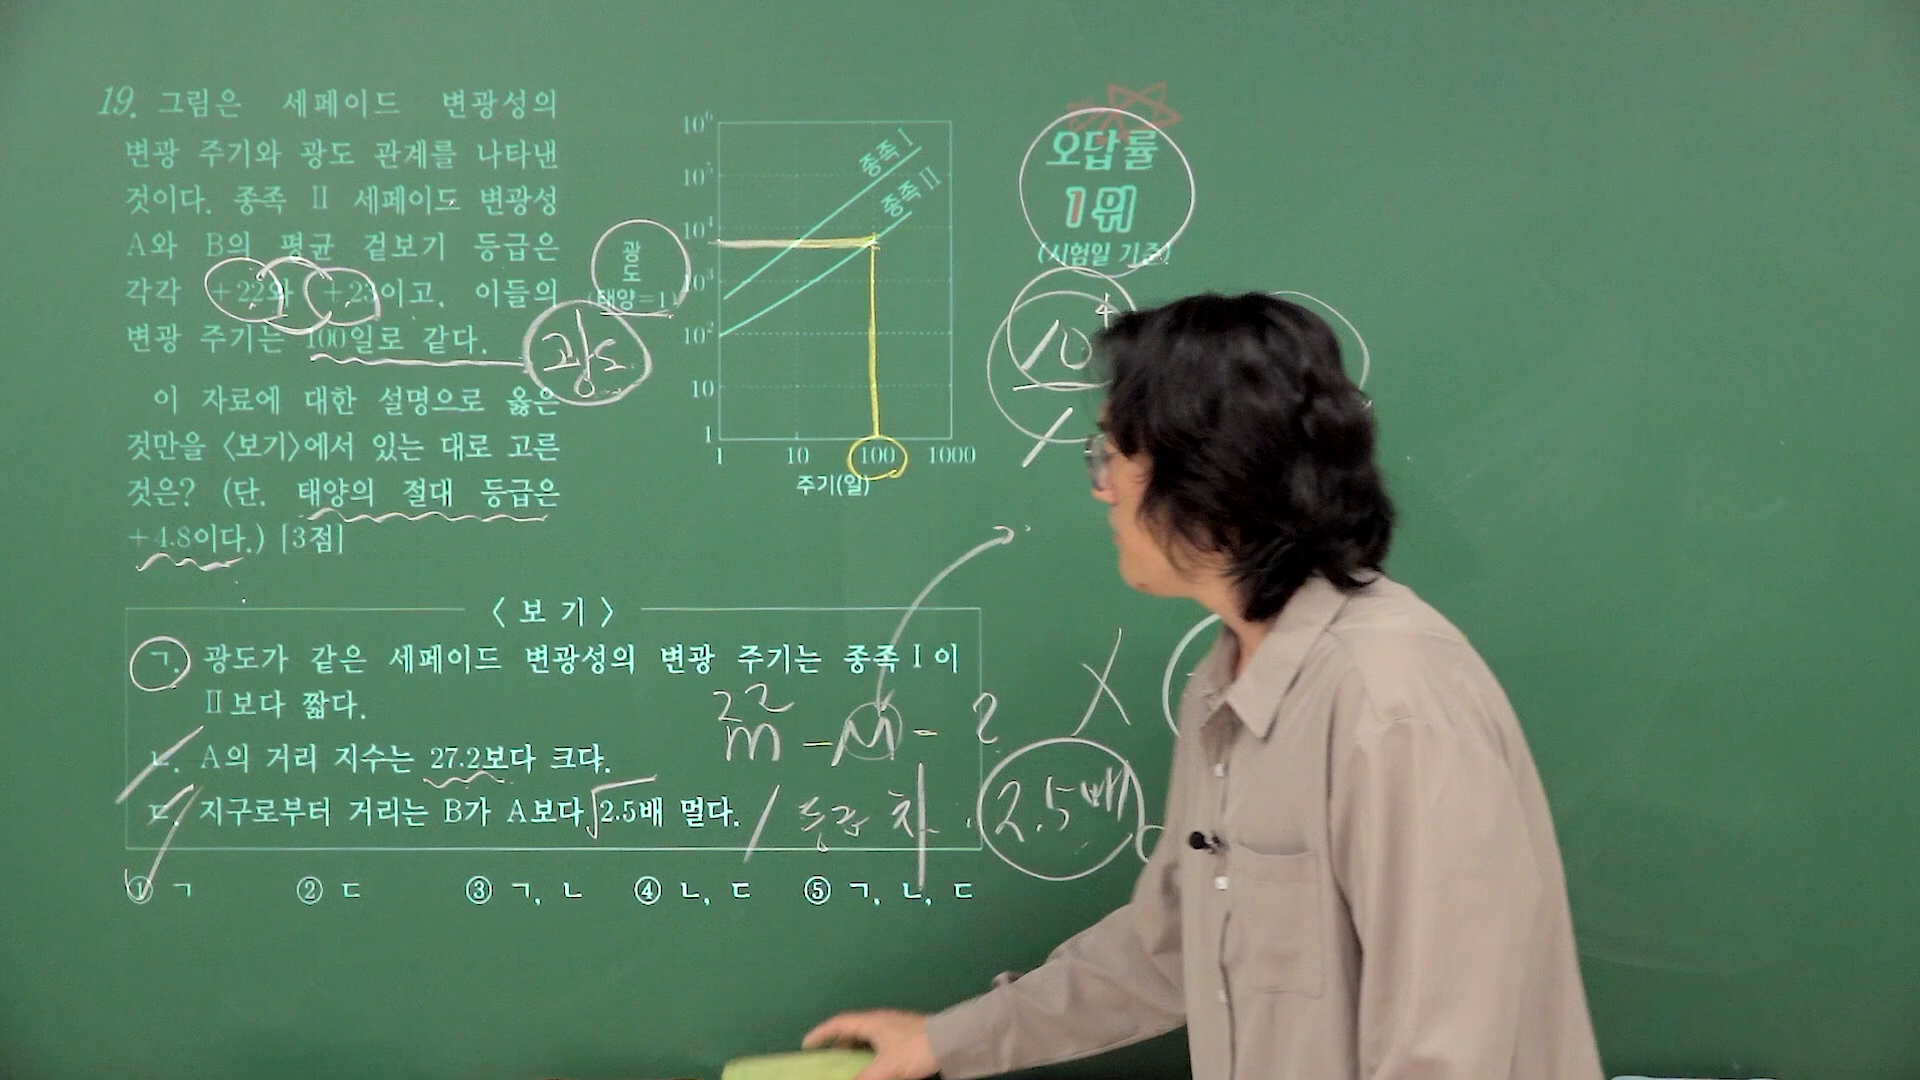 19. 그림은 세페이드 변광성의
변광 주기와 광도 관계를 나타낸
것이다. 종족 Ⅱ 세페이드 변광성
A와 B의 평균 겉보기 등급은
각각 +22와 +23이고, 이들의
변광 주기는 100일로 같다.
이 자료에 대한 설명으로 옳은
것만을 〈보기〉에서 있는 대로 고른
것은? (단, 태양의 절대 등급은
+4.8이다.) [3점]
광도
(태양=1)
광도
10⁶
10⁵
10⁴
10³
10²
10
1
1 10 100 1000
주기(일)
종족 Ⅰ
종족 Ⅱ
오답률
1위
(시험일 기준)
10⁴
〈보 기〉
ㄱ. 광도가 같은 세페이드 변광성의 변광 주기는 종족 Ⅰ이
Ⅱ보다 짧다.
ㄴ. A의 거리 지수는 27.2보다 크다.
ㄷ. 지구로부터 거리는 B가 A보다 √2.5배 멀다.
22
m - M = 2
X
1등급 차
2.5배
① ㄱ ② ㄷ ③ ㄱ, ㄴ ④ ㄴ, ㄷ ⑤ ㄱ, ㄴ, ㄷ